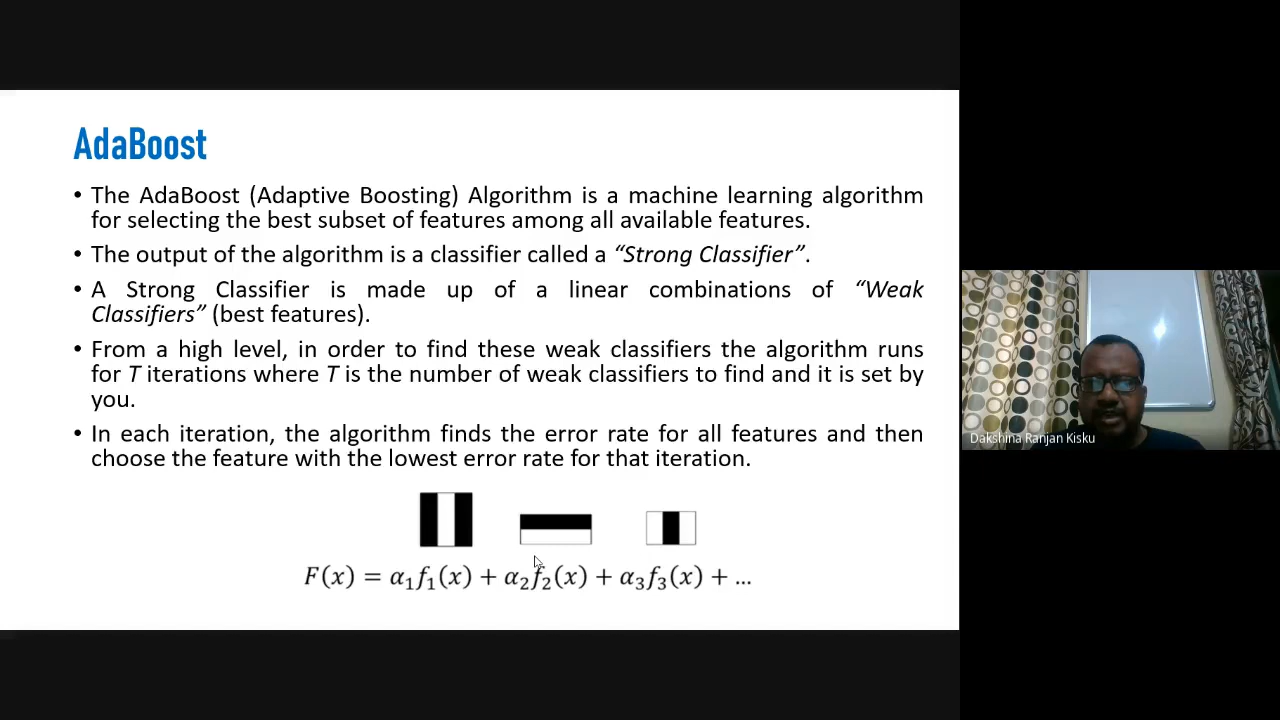 AdaBoost
• The AdaBoost (Adaptive Boosting) Algorithm is a machine learning algorithm
for selecting the best subset of features among all available features.
• The output of the algorithm is a classifier called a “Strong Classifier”.
• A Strong Classifier is made up of a linear combinations of “Weak
Classifiers” (best features).
• From a high level, in order to find these weak classifiers the algorithm runs
for T iterations where T is the number of weak classifiers to find and it is set by
you.
• In each iteration, the algorithm finds the error rate for all features and then
choose the feature with the lowest error rate for that iteration.
F(x) = α₁f₁(x) + α₂f₂(x) + α₃f₃(x) + ...
Dakshina Ranjan Kisku